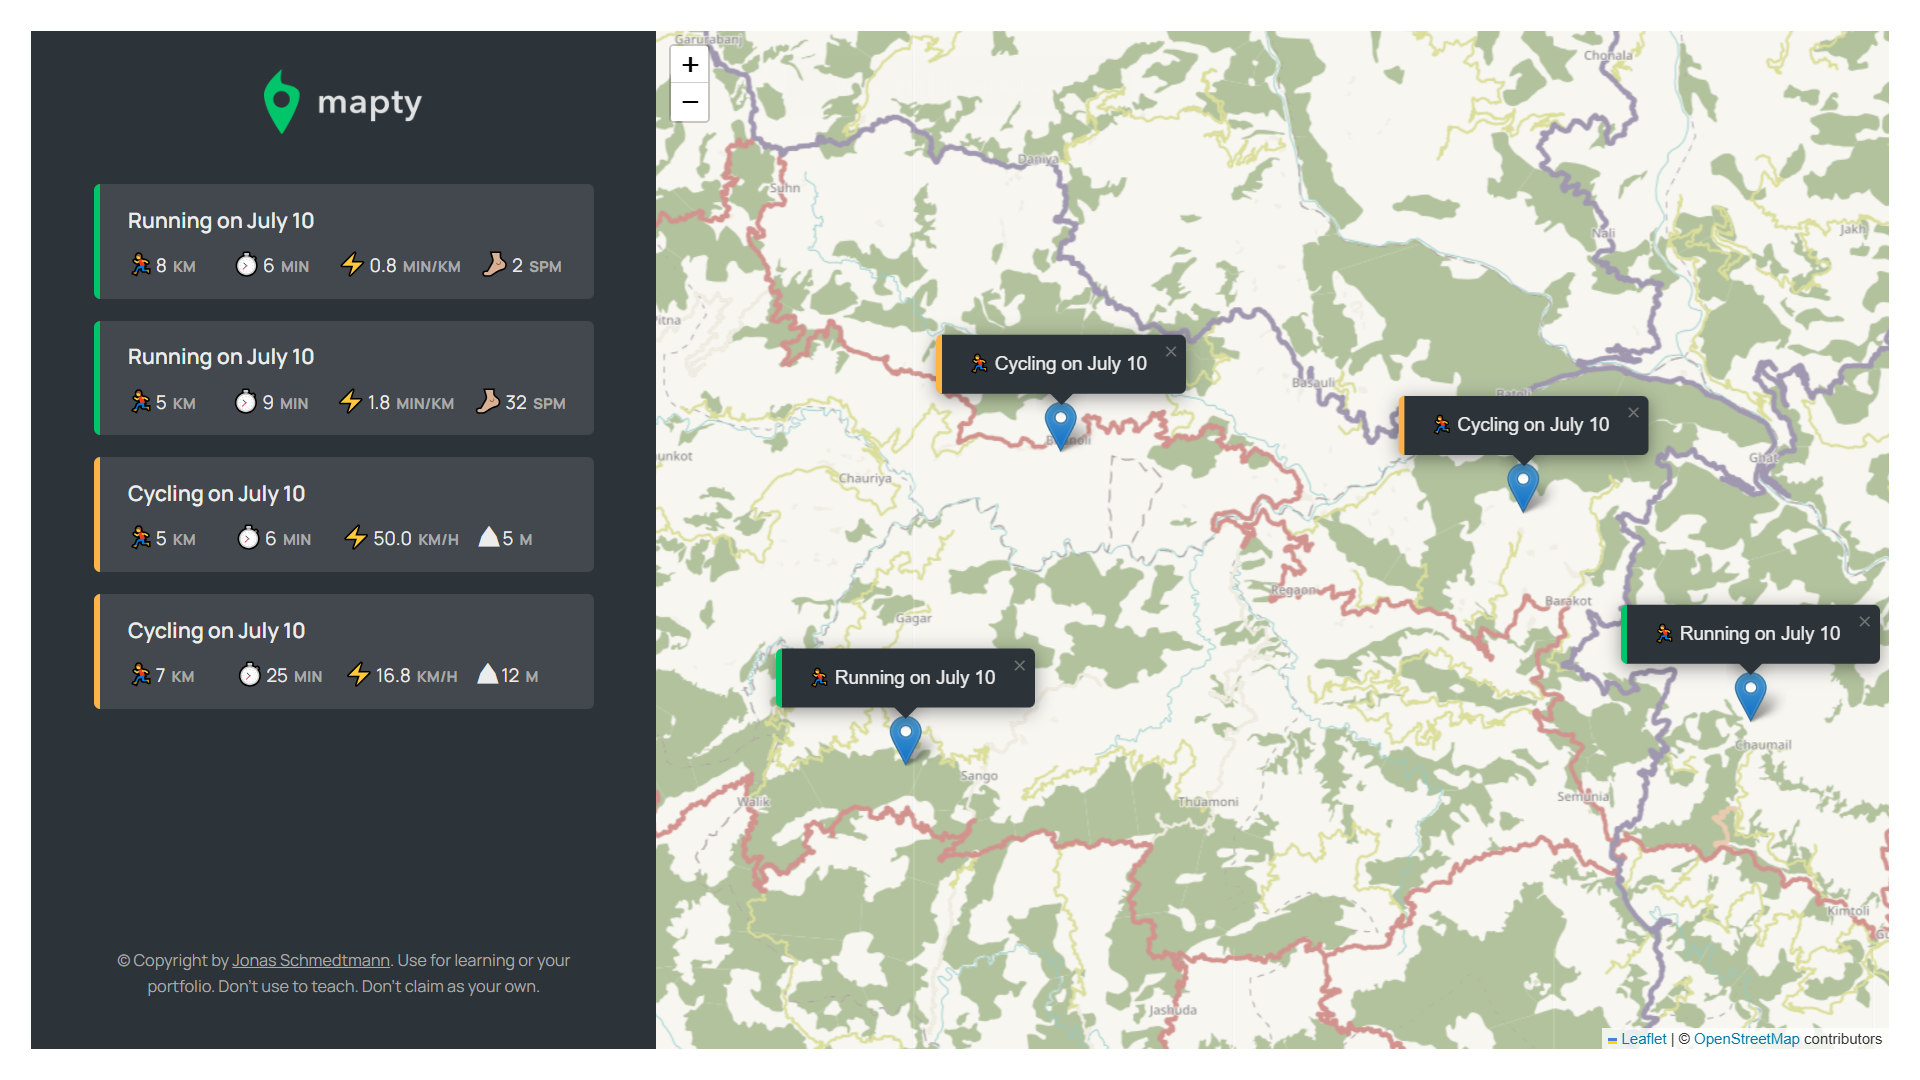 mapty
Running on July 10
8 KM 6 MIN 0.8 MIN/KM 2 SPM
Running on July 10
5 KM 9 MIN 1.8 MIN/KM 32 SPM
Cycling on July 10
5 KM 6 MIN 50.0 KM/H 5 M
Cycling on July 10
7 KM 25 MIN 16.8 KM/H 12 M
© Copyright by Jonas Schmedtmann. Use for learning or your
portfolio. Don't use to teach. Don't claim as your own.
+
−
Garurabanj
Chonala
Daniya
Suhn
Nali
Jakh
Cycling on July 10 ×
Basauli
Cycling on July 10 ×
Chauriya
Ghat
Regaon
Barakot
Gagar
Running on July 10 ×
Running on July 10 ×
Chaumail
Sango
Walik
Thuamoni
Semunia
Kimtoli
Jashuda
Leaflet | © OpenStreetMap contributors